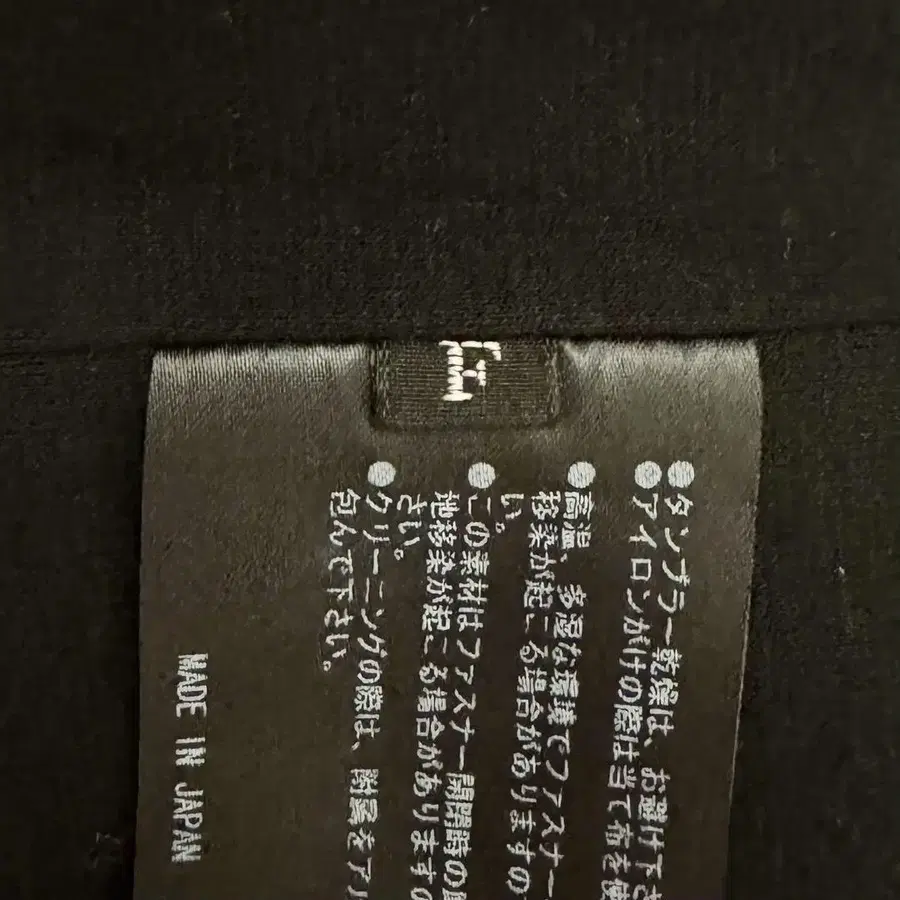 F
●タンブラー乾燥は、お避け下さ
●アイロンがけの際は当て布を使
●高温、多湿な環境でファスナー
移染が起こる場合がありますの
い。
●この素材はファスナー開閉時の
地移染が起こる場合がありますの
さい。
●クリーニングの際は、附属をアル
包んで下さい。
MADE IN JAPAN